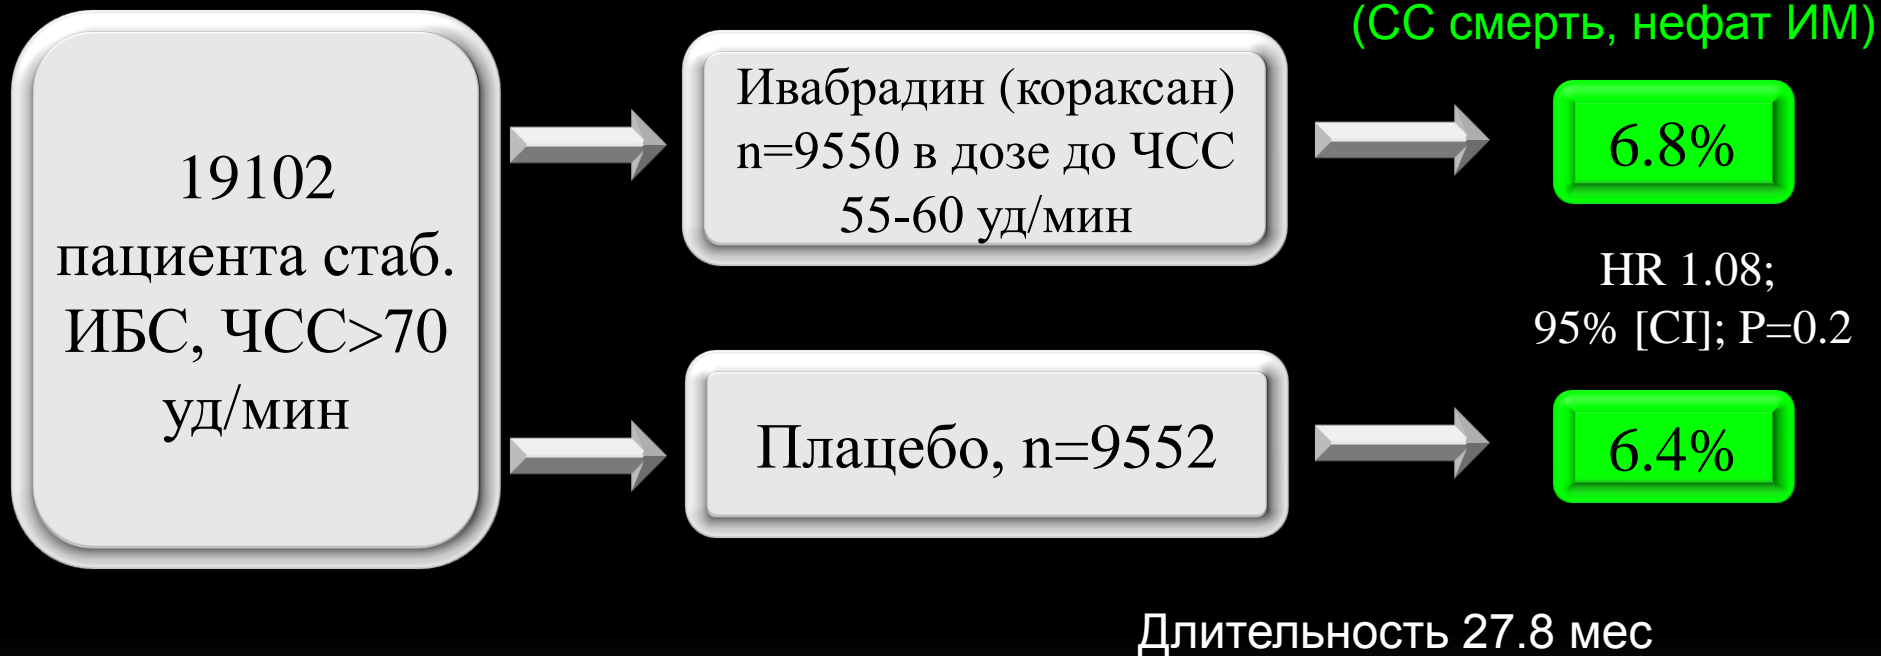 (СС смерть, нефат ИМ)
19102
пациента стаб.
ИБС, ЧСС>70
уд/мин
Ивабрадин (кораксан)
n=9550 в дозе до ЧСС
55-60 уд/мин
6.8%
HR 1.08;
95% [CI]; P=0.2
Плацебо, n=9552
6.4%
Длительность 27.8 мес